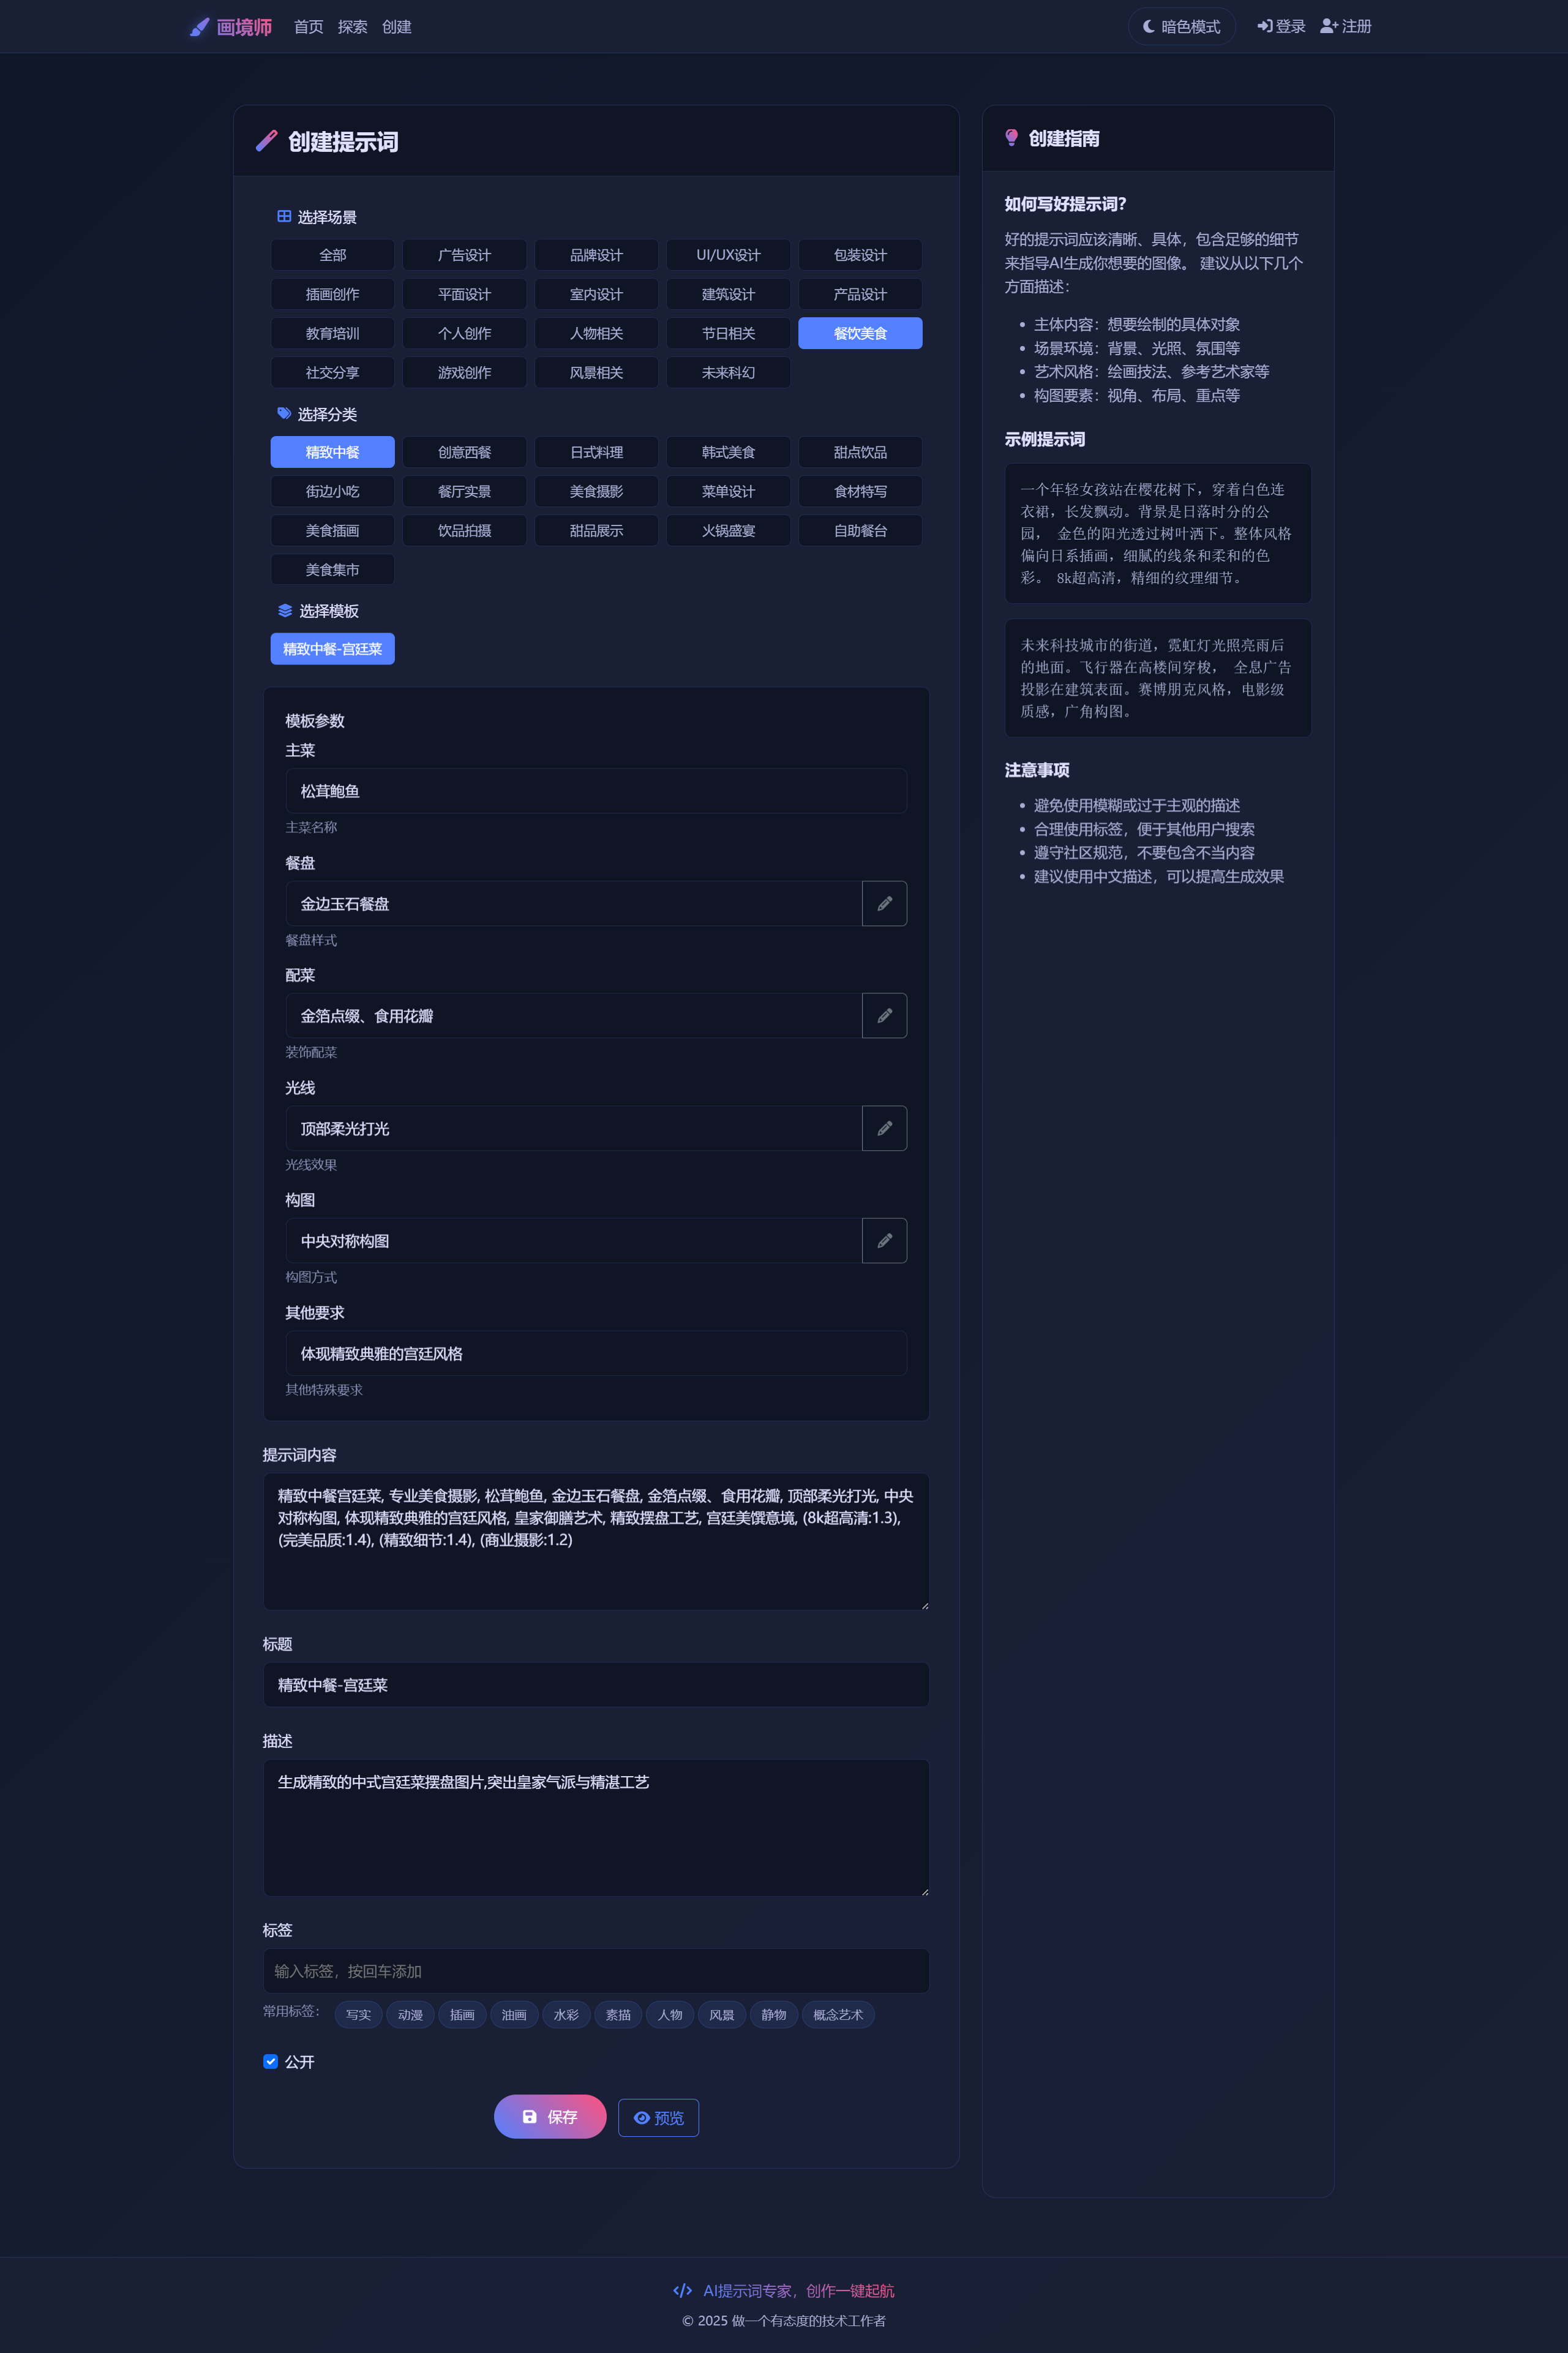 画境师
首页 探索 创建
暗色模式
登录
注册
创建提示词
选择场景
全部 广告设计 品牌设计 UI/UX设计 包装设计
插画创作 平面设计 室内设计 建筑设计 产品设计
教育培训 个人创作 人物相关 节日相关 餐饮美食
社交分享 游戏创作 风景相关 未来科幻
选择分类
精致中餐 创意西餐 日式料理 韩式美食 甜点饮品
街边小吃 餐厅实景 美食摄影 菜单设计 食材特写
美食插画 饮品拍摄 甜品展示 火锅盛宴 自助餐台
美食集市
选择模板
精致中餐-宫廷菜
模板参数
主菜
松茸鲍鱼
主菜名称
餐盘
金边玉石餐盘
餐盘样式
配菜
金箔点缀、食用花瓣
装饰配菜
光线
顶部柔光打光
光线效果
构图
中央对称构图
构图方式
其他要求
体现精致典雅的宫廷风格
其他特殊要求
提示词内容
精致中餐宫廷菜, 专业美食摄影, 松茸鲍鱼, 金边玉石餐盘, 金箔点缀、食用花瓣, 顶部柔光打光, 中央
对称构图, 体现精致典雅的宫廷风格, 皇家御膳艺术, 精致摆盘工艺, 宫廷美馔意境, (8k超高清:1.3),
(完美品质:1.4), (精致细节:1.4), (商业摄影:1.2)
标题
精致中餐-宫廷菜
描述
生成精致的中式宫廷菜摆盘图片,突出皇家气派与精湛工艺
标签
输入标签，按回车添加
常用标签： 写实 动漫 插画 油画 水彩 素描 人物 风景 静物 概念艺术
公开
保存 预览
创建指南
如何写好提示词?
好的提示词应该清晰、具体，包含足够的细节
来指导AI生成你想要的图像。 建议从以下几个
方面描述：
• 主体内容：想要绘制的具体对象
• 场景环境：背景、光照、氛围等
• 艺术风格：绘画技法、参考艺术家等
• 构图要素：视角、布局、重点等
示例提示词
一个年轻女孩站在樱花树下，穿着白色连
衣裙，长发飘动。背景是日落时分的公
园， 金色的阳光透过树叶洒下。整体风格
偏向日系插画，细腻的线条和柔和的色
彩。 8k超高清，精细的纹理细节。
未来科技城市的街道，霓虹灯光照亮雨后
的地面。飞行器在高楼间穿梭， 全息广告
投影在建筑表面。赛博朋克风格，电影级
质感，广角构图。
注意事项
• 避免使用模糊或过于主观的描述
• 合理使用标签，便于其他用户搜索
• 遵守社区规范，不要包含不当内容
• 建议使用中文描述，可以提高生成效果
AI提示词专家，创作一键起航
© 2025 做一个有态度的技术工作者